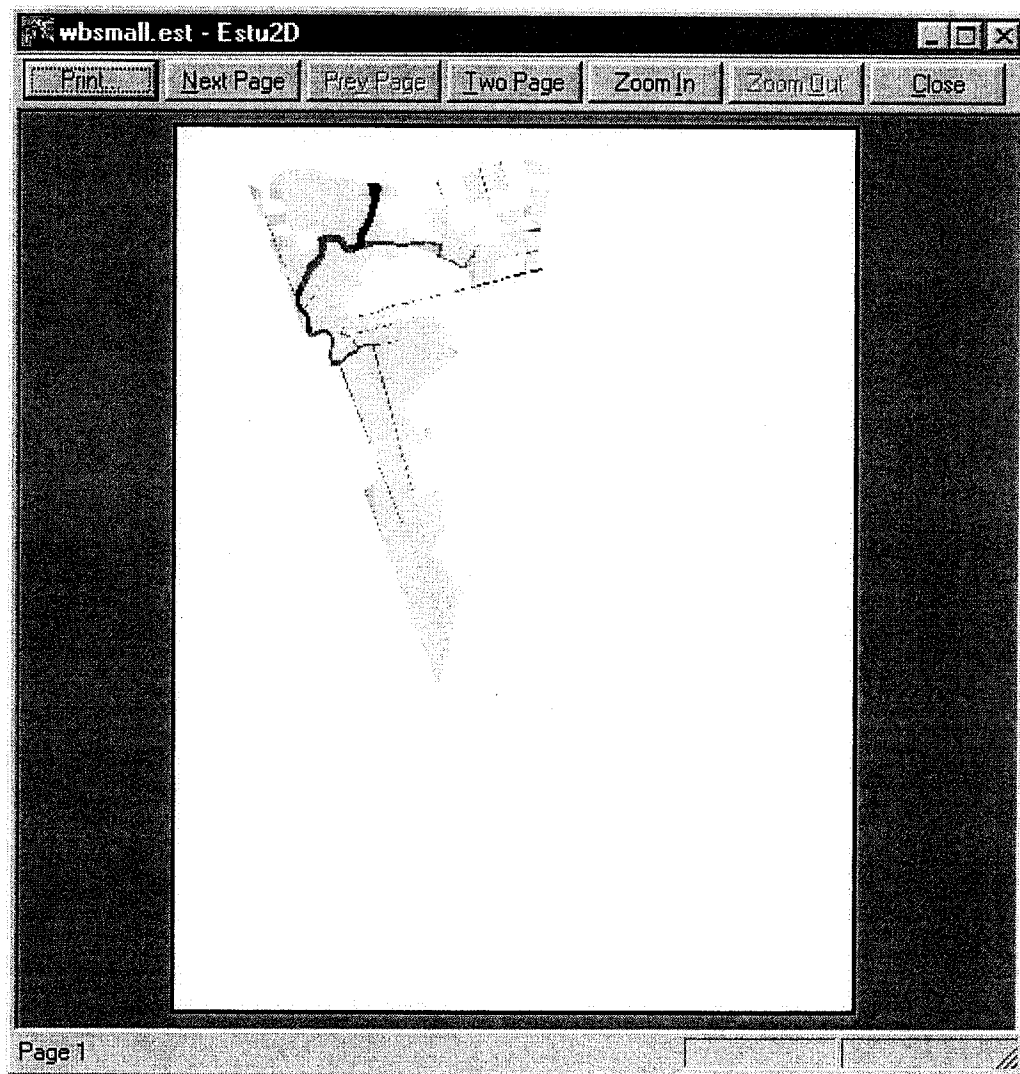 wbsmall.est - Estu2D
Print... Next Page Prev Page Two Page Zoom In Zoom Out Close
Page 1